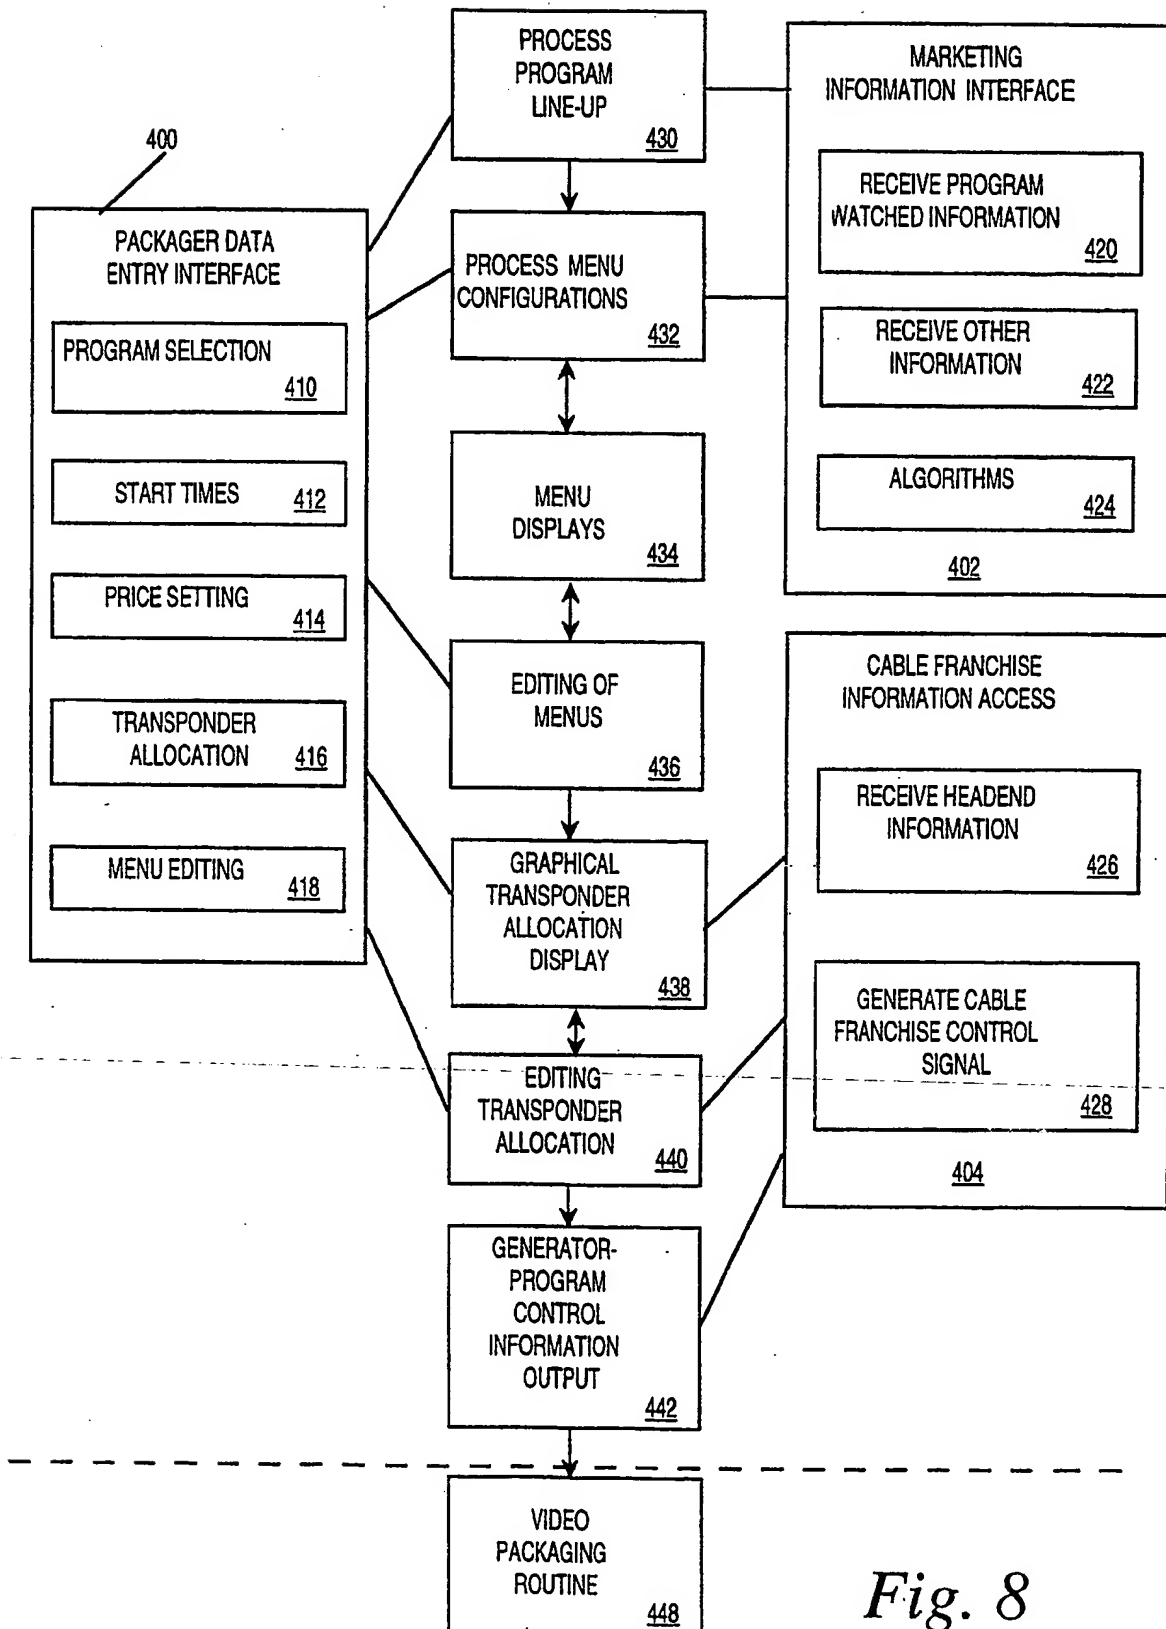 PROCESS
PROGRAM
LINE-UP
430
MARKETING
INFORMATION INTERFACE
RECEIVE PROGRAM
WATCHED INFORMATION
420
RECEIVE OTHER
INFORMATION
422
ALGORITHMS
424
402
400
PACKAGER DATA
ENTRY INTERFACE
PROGRAM SELECTION
410
START TIMES
412
PRICE SETTING
414
TRANSPONDER
ALLOCATION
416
MENU EDITING
418
PROCESS MENU
CONFIGURATIONS
432
MENU
DISPLAYS
434
EDITING OF
MENUS
436
GRAPHICAL
TRANSPONDER
ALLOCATION
DISPLAY
438
EDITING
TRANSPONDER
ALLOCATION
440
GENERATOR-
PROGRAM
CONTROL
INFORMATION
OUTPUT
442
CABLE FRANCHISE
INFORMATION ACCESS
RECEIVE HEADEND
INFORMATION
426
GENERATE CABLE
FRANCHISE CONTROL
SIGNAL
428
404
VIDEO
PACKAGING
ROUTINE
448
Fig. 8